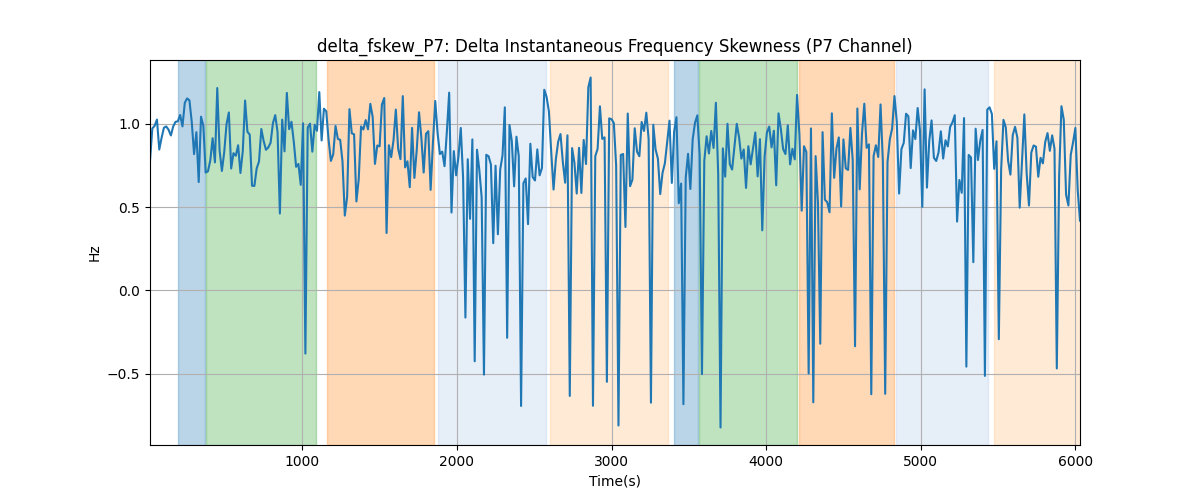 delta_fskew_P7: Delta Instantaneous Frequency Skewness (P7 Channel)
1.0
0.5
0.0
−0.5
Hz
1000 2000 3000 4000 5000 6000
Time(s)